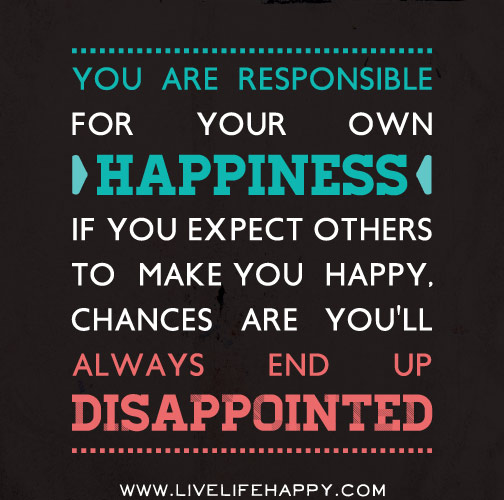 YOU ARE RESPONSIBLE
FOR YOUR OWN
HAPPINESS
IF YOU EXPECT OTHERS
TO MAKE YOU HAPPY,
CHANCES ARE YOU'LL
ALWAYS END UP
DISAPPOINTED
WWW.LIVELIFEHAPPY.COM